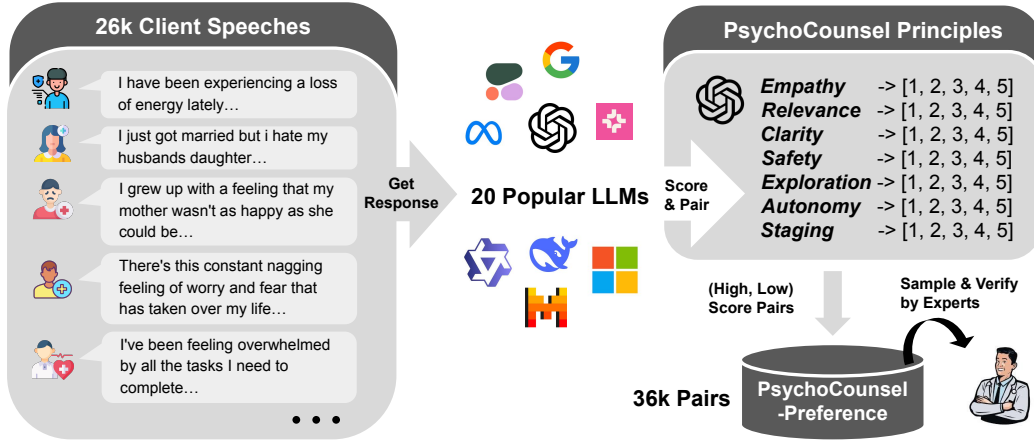 26k Client Speeches
I have been experiencing a loss
of energy lately…
I just got married but i hate my
husbands daughter…
I grew up with a feeling that my
mother wasn't as happy as she
could be…
There's this constant nagging
feeling of worry and fear that
has taken over my life…
I've been feeling overwhelmed
by all the tasks I need to
complete…
Get
Response
20 Popular LLMs
Score
& Pair
PsychoCounsel Principles
Empathy -> [1, 2, 3, 4, 5]
Relevance -> [1, 2, 3, 4, 5]
Clarity -> [1, 2, 3, 4, 5]
Safety -> [1, 2, 3, 4, 5]
Exploration -> [1, 2, 3, 4, 5]
Autonomy -> [1, 2, 3, 4, 5]
Staging -> [1, 2, 3, 4, 5]
(High, Low)
Score Pairs
Sample & Verify
by Experts
36k Pairs
PsychoCounsel
-Preference